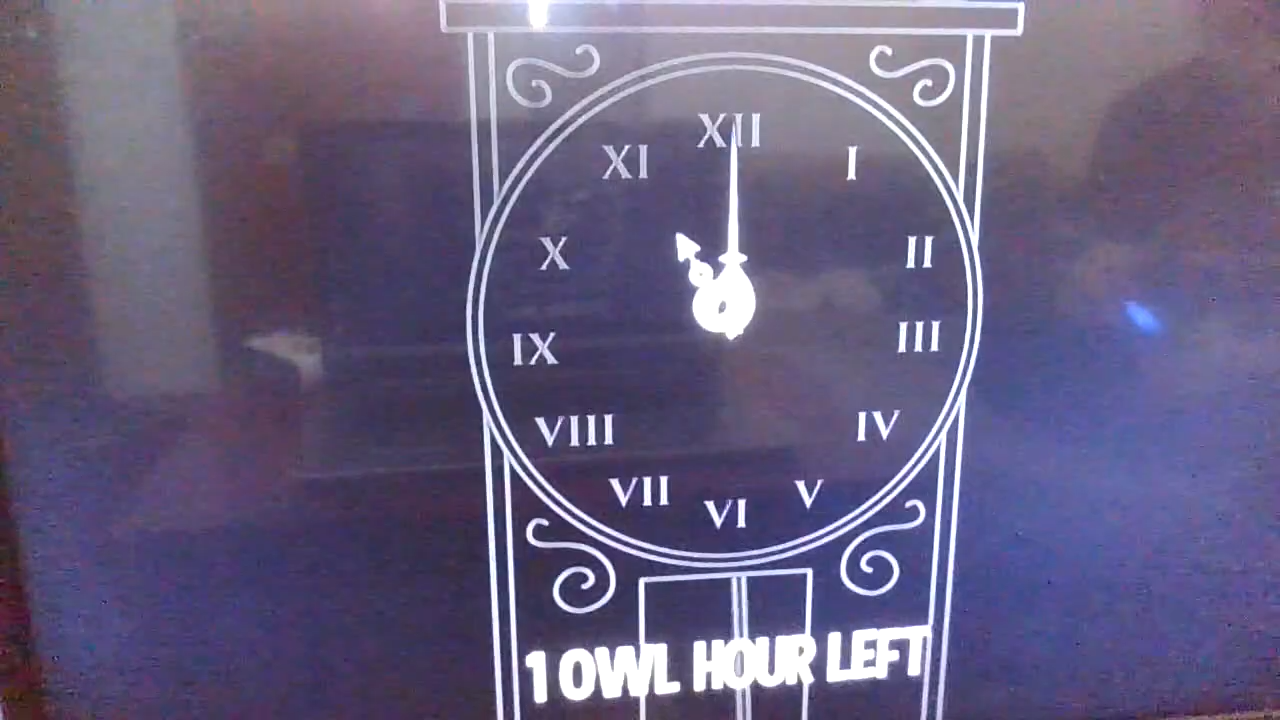 XII
XI I
X II
IX III
VIII IV
VII V
VI
1 OWL HOUR LEFT